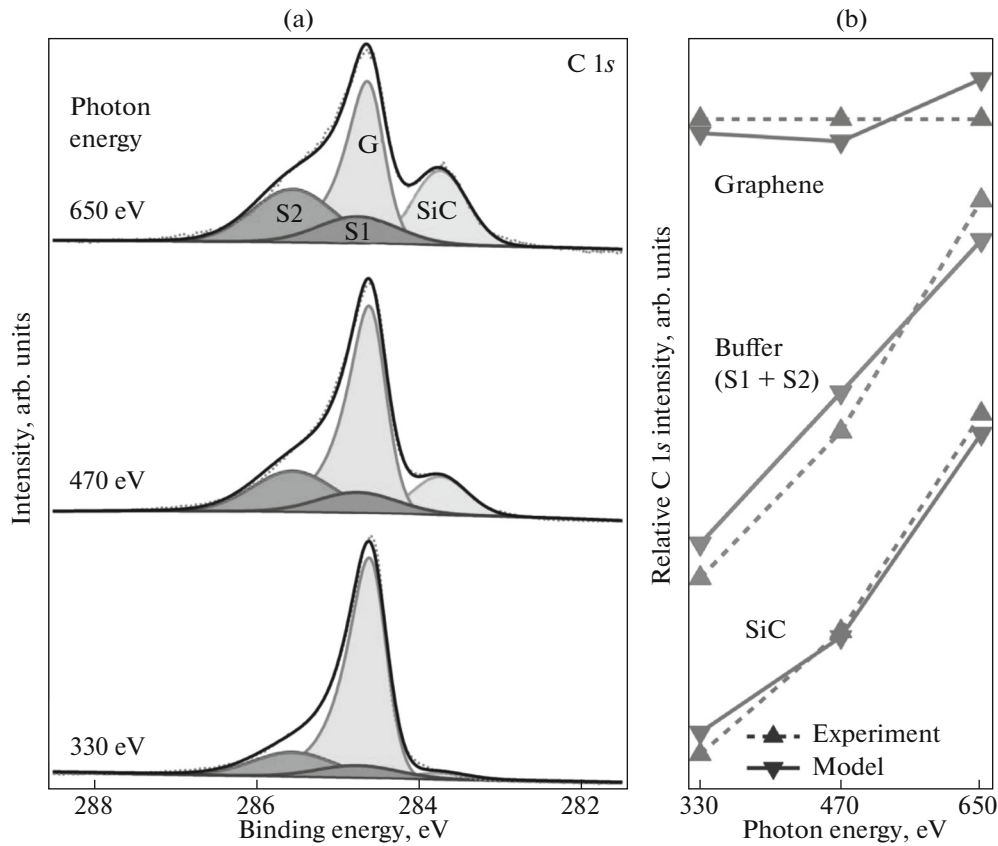 (a)
C 1s
Photon
energy
G
650 eV
S2
S1
SiC
470 eV
330 eV
Intensity, arb. units
288
286
284
282
Binding energy, eV
(b)
Graphene
Buffer
(S1 + S2)
SiC
Experiment
Model
Relative C 1s intensity, arb. units
330
470
650
Photon energy, eV